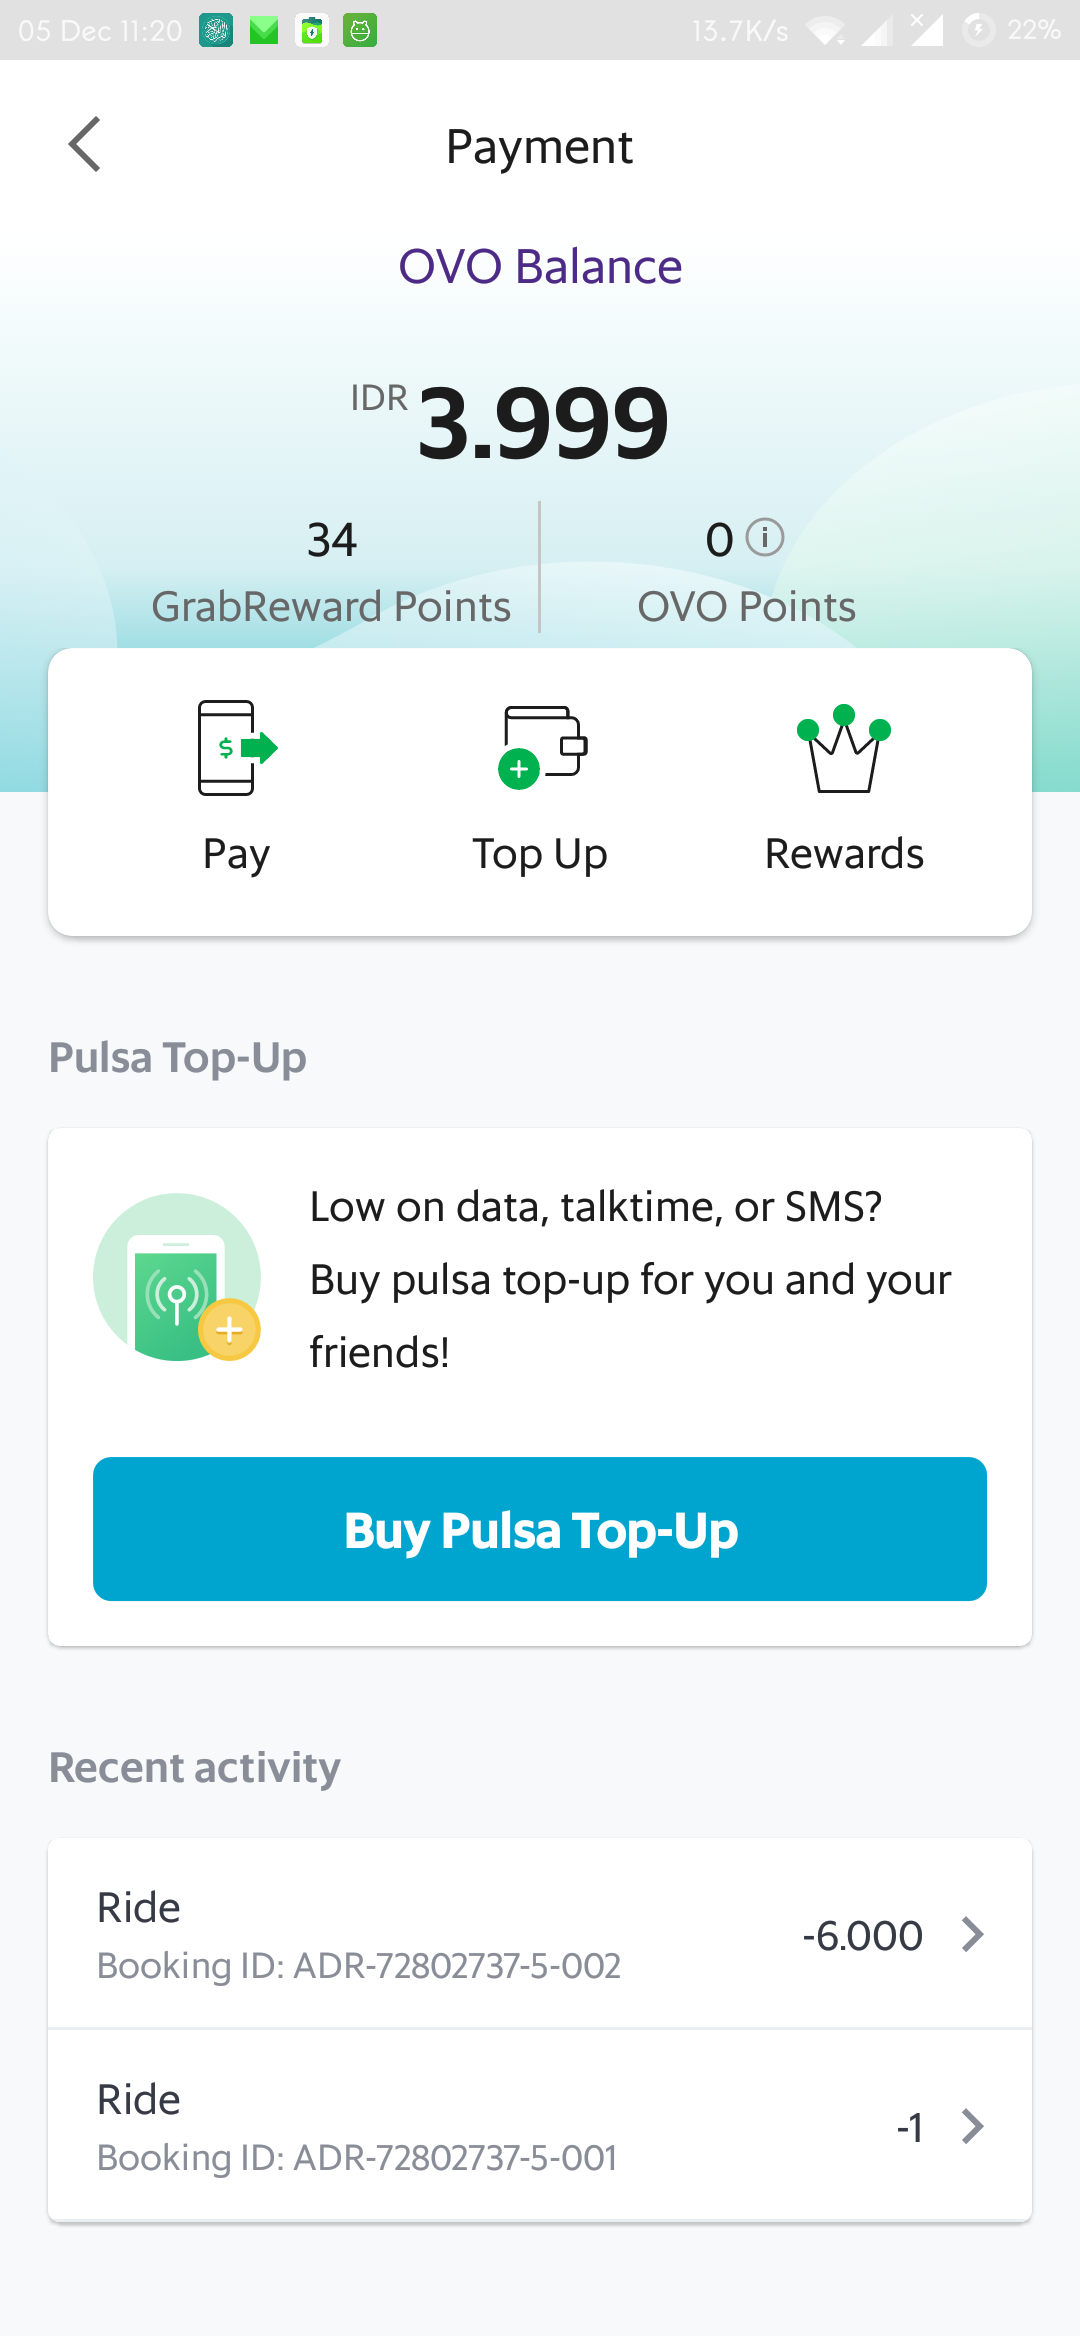 05 Dec 11:20 13.7K/s 22%
Payment
OVO Balance
IDR 3.999
34 0
GrabReward Points OVO Points
Pay Top Up Rewards
Pulsa Top-Up
Low on data, talktime, or SMS?
Buy pulsa top-up for you and your
friends!
Buy Pulsa Top-Up
Recent activity
Ride
-6.000
Booking ID: ADR-72802737-5-002
Ride
-1
Booking ID: ADR-72802737-5-001